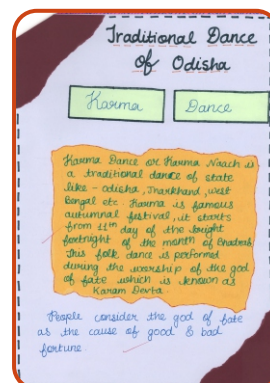 Traditional Dance
Of Odisha
Karma Dance
Karma Dance or Karma Naach is
a traditional dance of state
like - odisha, Jharkhand, west
Bengal etc. Karma is famous
autumnal festival, it starts
from 11th day of the bright
fortnight of the month of Bhadrab
This folk dance is performed
during the worship of the god
of fate which is known as
Karam Devta.
People consider the god of fate
as the cause of good & bad
fortune.